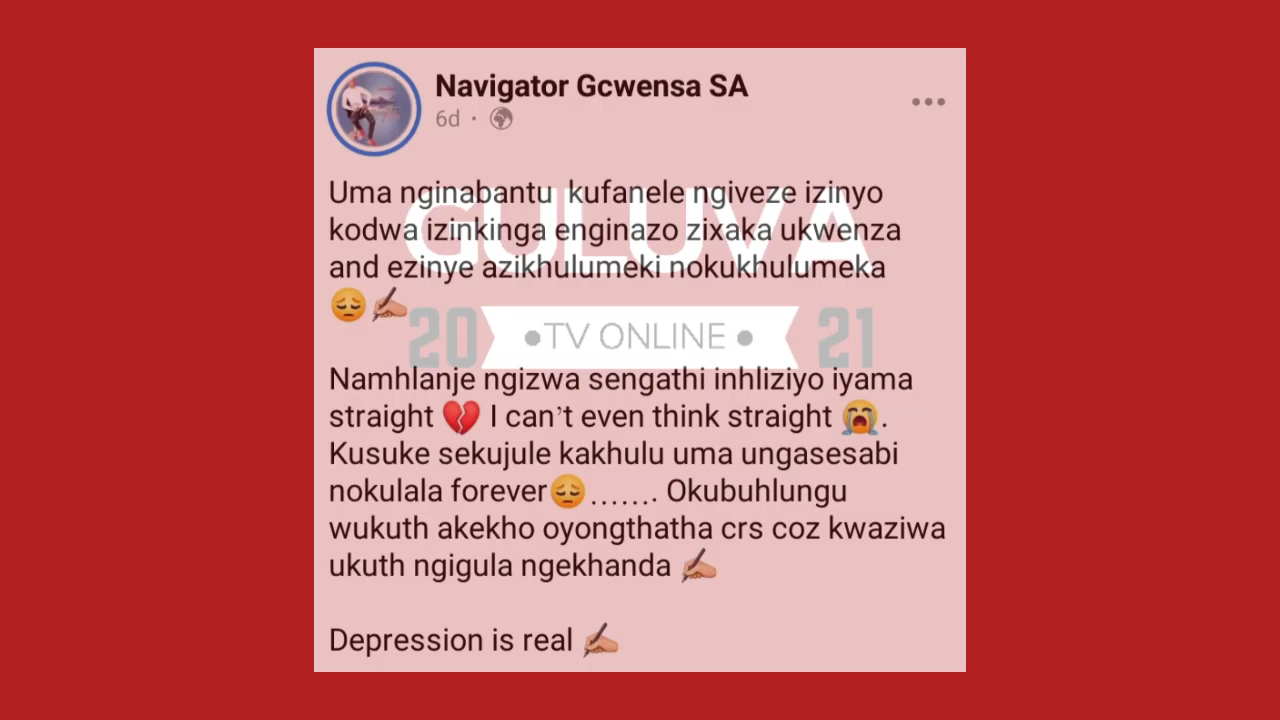 Navigator Gcwensa SA
6d ·
Uma nginabantu kufanele ngiveze izinyo
kodwa izinkinga enginazo zixaka ukwenza
and ezinye azikhulumeki nokukhulumeka
😔✍🏽
GULUVA
20 •TV ONLINE• 21
Namhlanje ngizwa sengathi inhliziyo iyama
straight 💔 I can’t even think straight 😭.
Kusuke sekujule kakhulu uma ungasesabi
nokulala forever😔……. Okubuhlungu
wukuth akekho oyongthatha crs coz kwaziwa
ukuth ngigula ngekhanda ✍🏽
Depression is real ✍🏽